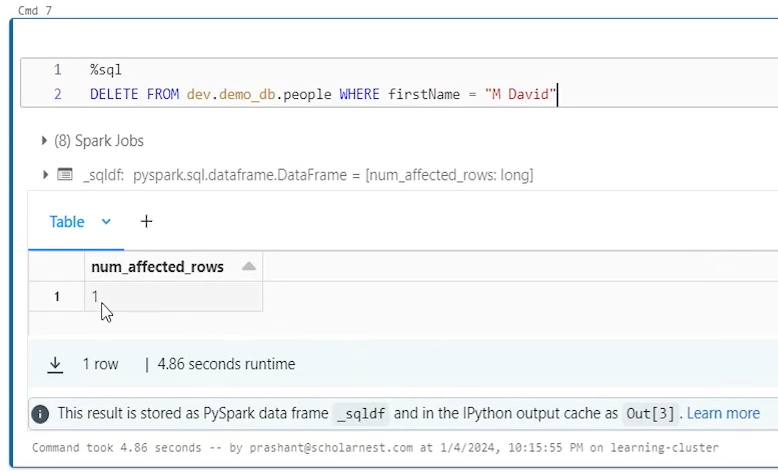 Cmd 7
1 %sql
2 DELETE FROM dev.demo_db.people WHERE firstName = "M David"
(8) Spark Jobs
_sqldf: pyspark.sql.dataframe.DataFrame = [num_affected_rows: long]
Table +
num_affected_rows
1 1
1 row | 4.86 seconds runtime
This result is stored as PySpark data frame _sqldf and in the IPython output cache as Out[3] . Learn more
Command took 4.86 seconds -- by prashant@scholarnest.com at 1/4/2024, 10:15:55 PM on learning-cluster